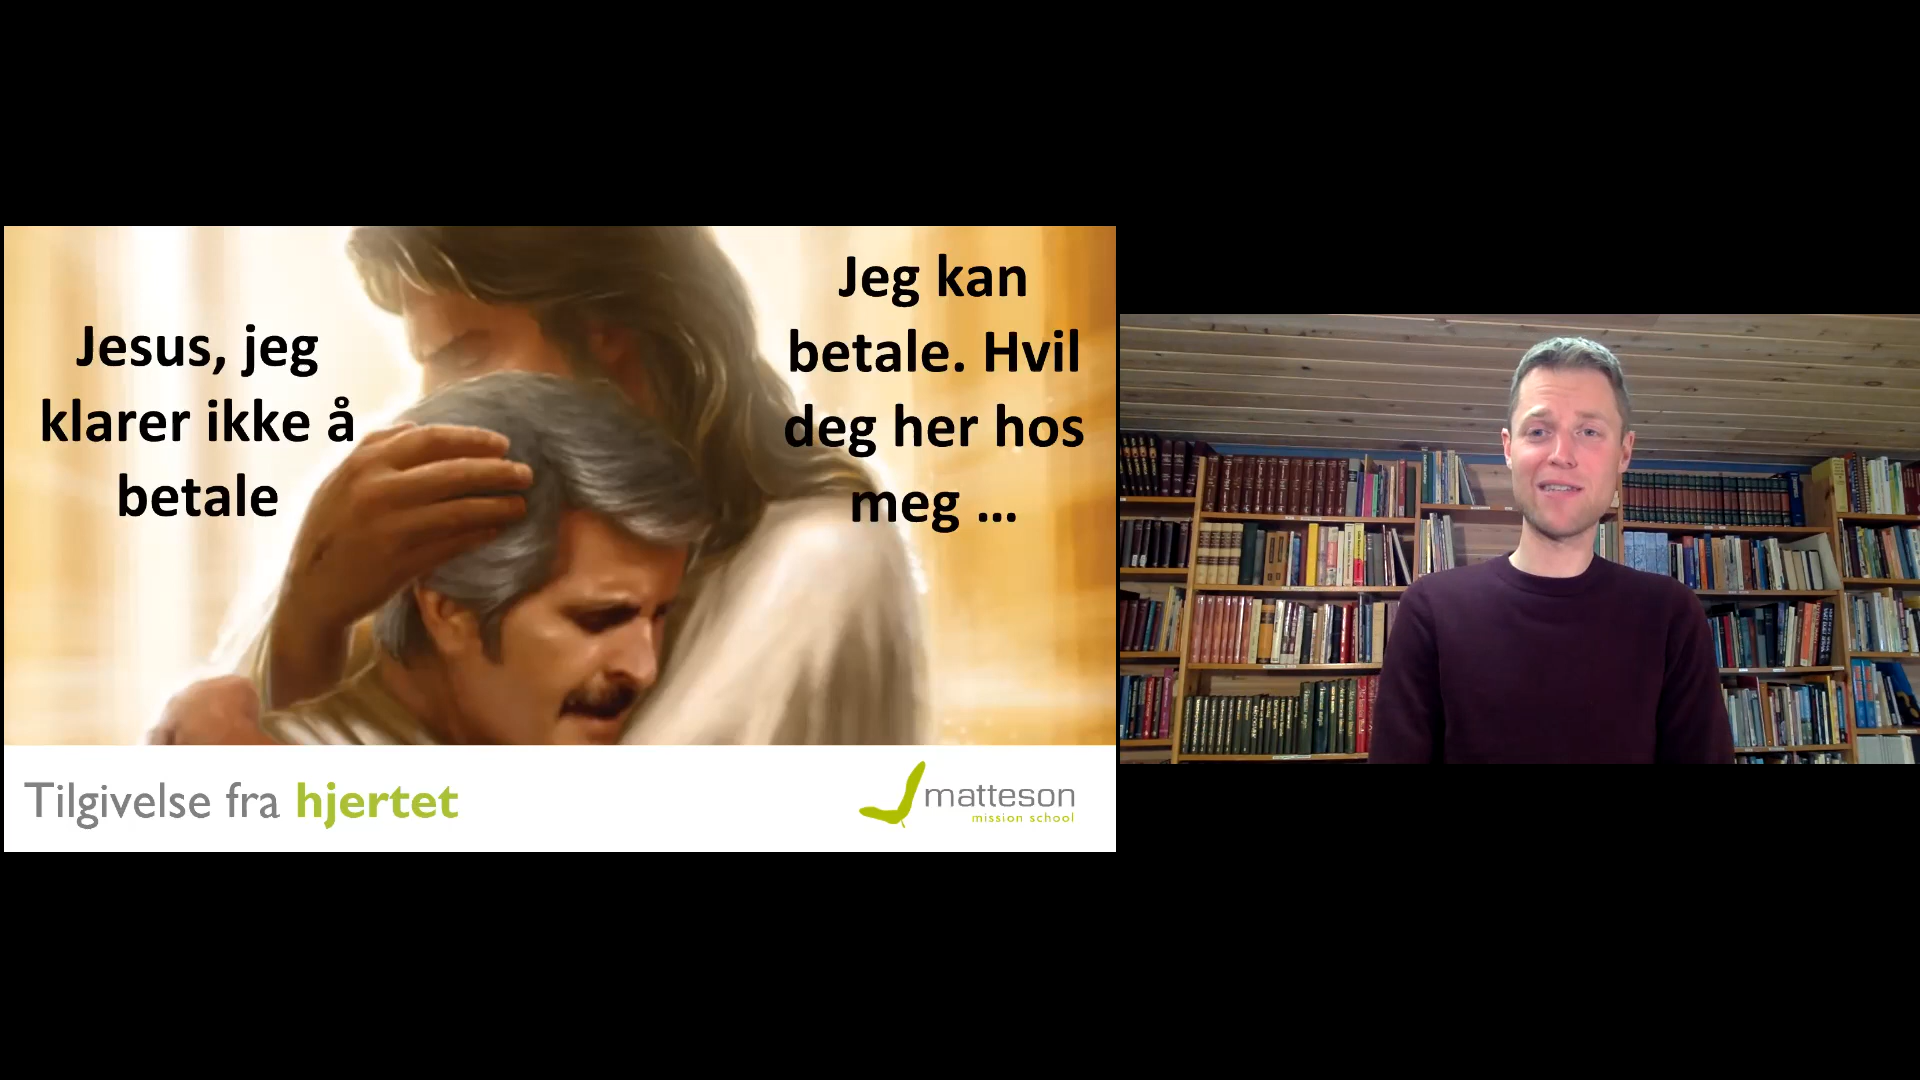 Jesus, jeg
klarer ikke å
betale
Jeg kan
betale. Hvil
deg her hos
meg ...
Tilgivelse fra hjertet
matteson
mission school